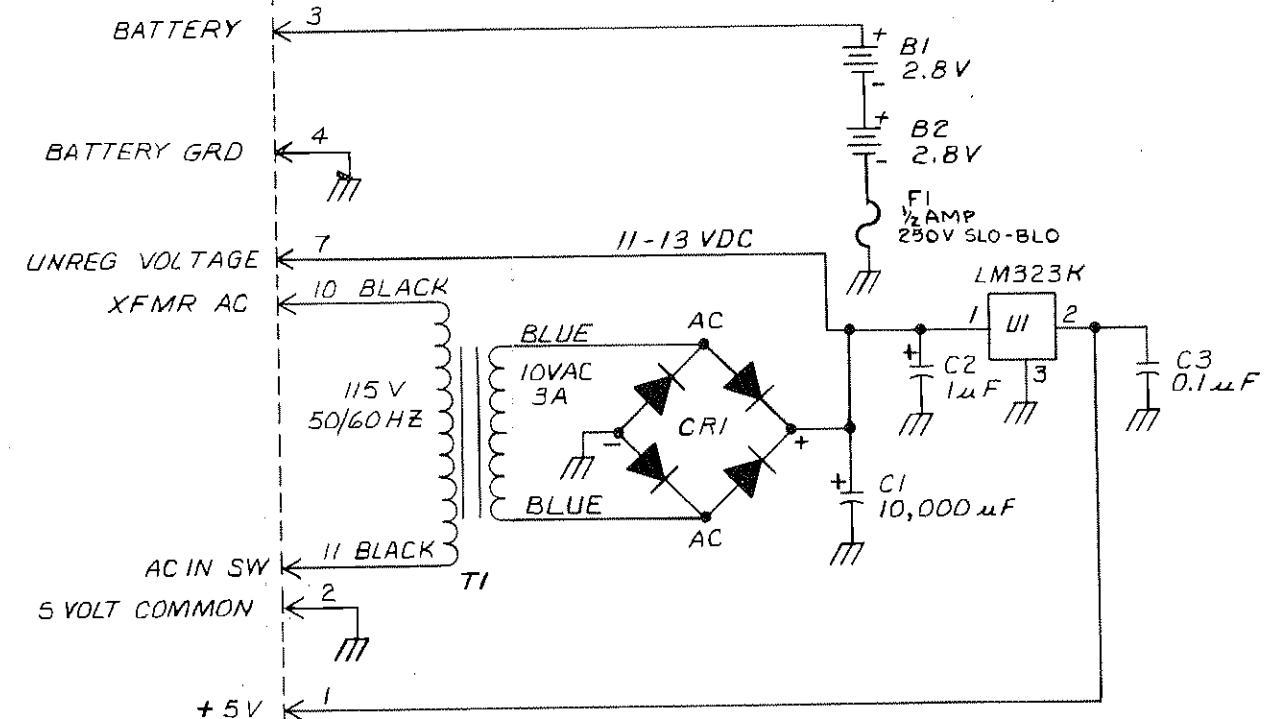 BATTERY
3
+
B1
2.8V
-
+
B2
2.8V
-
BATTERY GRD
4
F1
½ AMP
250V SLO-BLO
UNREG VOLTAGE
7
11-13 VDC
XFMR AC
10 BLACK
LM323K
1
U1
2
3
BLUE
AC
115 V
50/60 HZ
10VAC
3A
CR1
-
+
+
C2
1µF
C3
0.1µF
+
C1
10,000µF
BLUE
AC
AC IN SW
11 BLACK
T1
5 VOLT COMMON
2
+5V
1